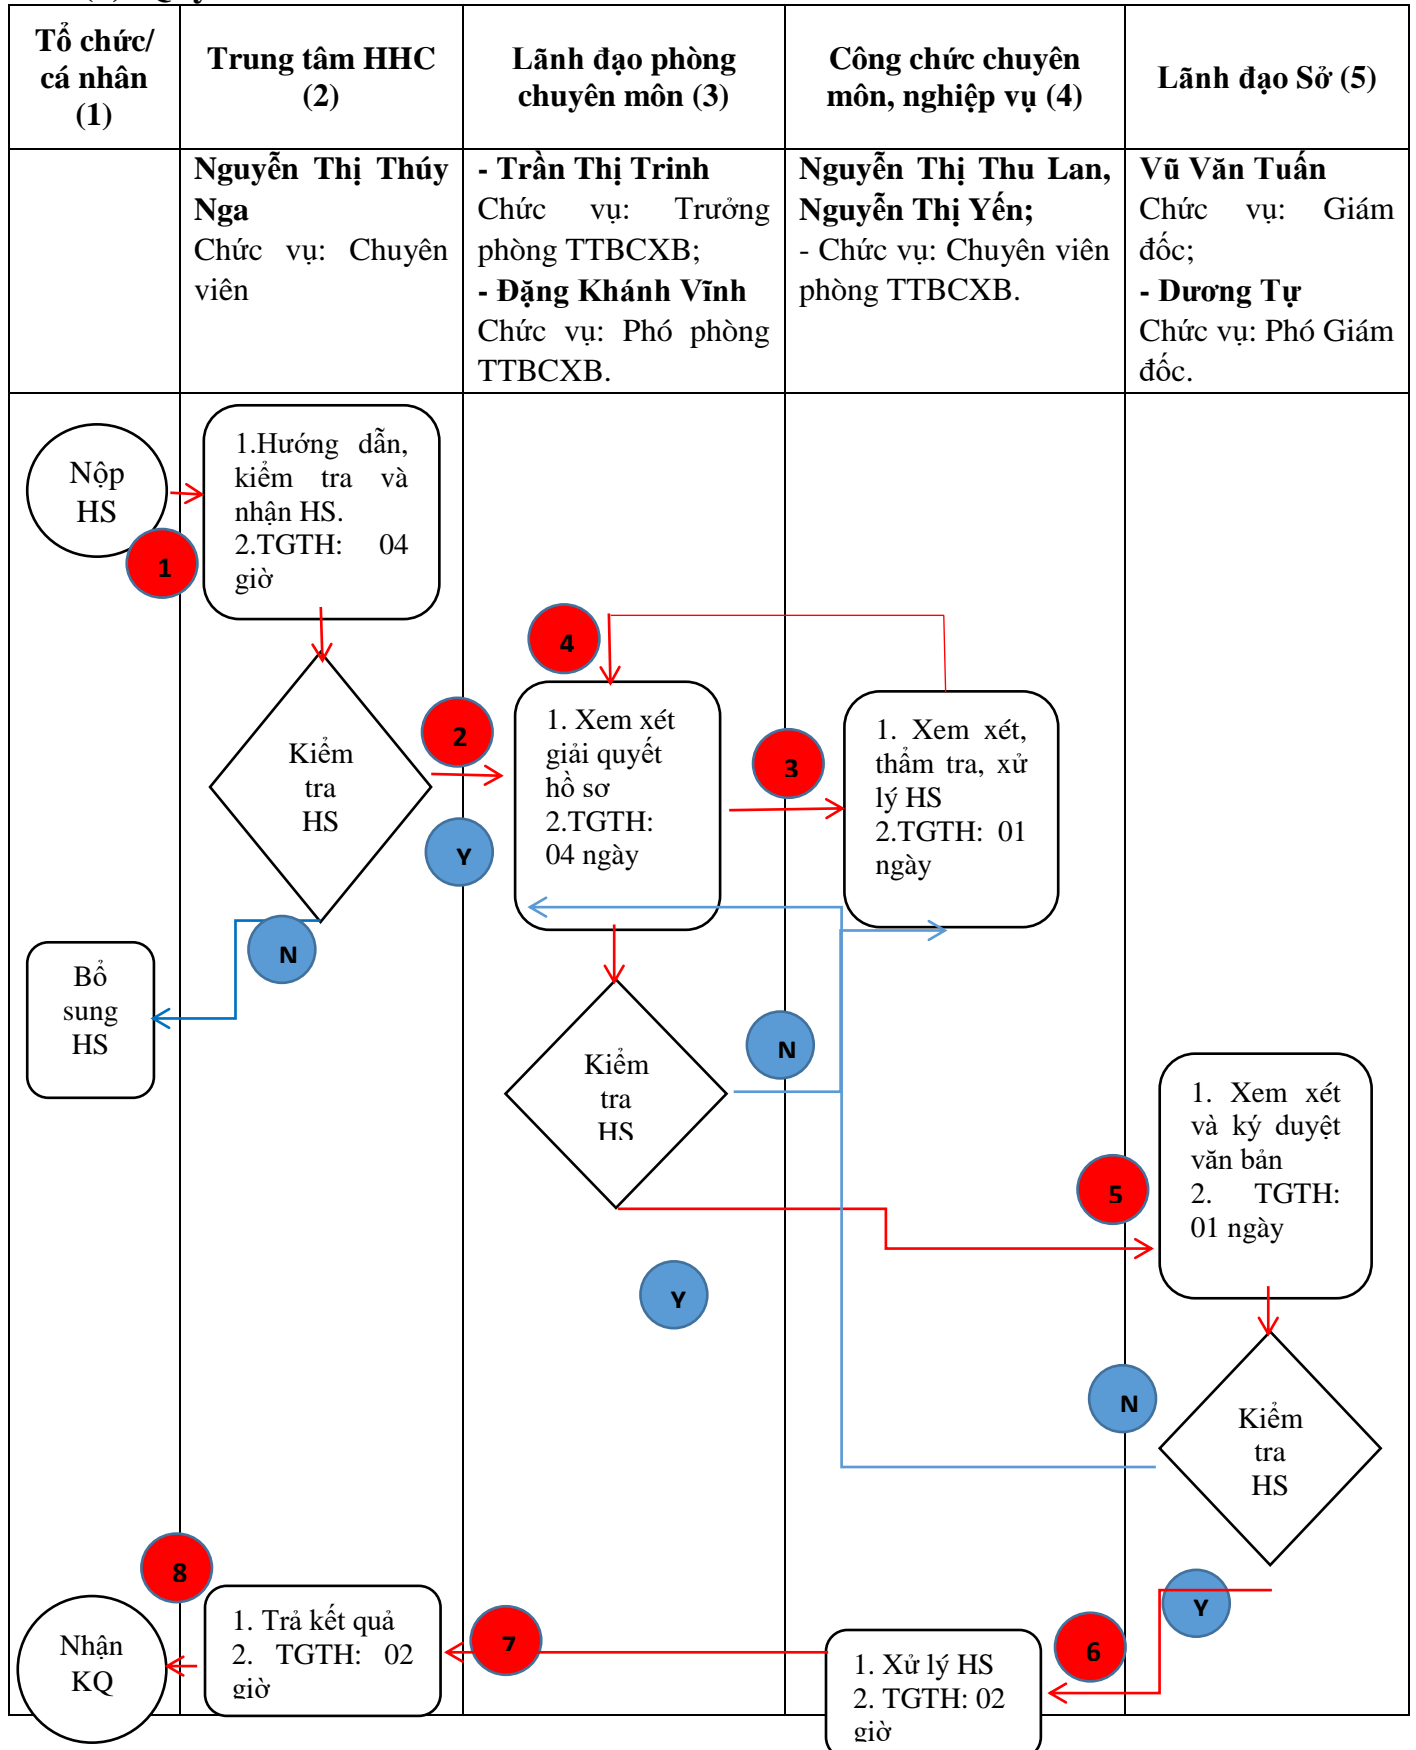 Tổ chức/
cá nhân
(1)
Trung tâm HHC
(2)
Lãnh đạo phòng
chuyên môn (3)
Công chức chuyên
môn, nghiệp vụ (4)
Lãnh đạo Sở (5)
Nguyễn Thị Thúy
Nga
Chức vụ: Chuyên
viên
- Trần Thị Trinh
Chức vụ: Trưởng
phòng TTBCXB;
- Đặng Khánh Vĩnh
Chức vụ: Phó phòng
TTBCXB.
Nguyễn Thị Thu Lan,
Nguyễn Thị Yến;
- Chức vụ: Chuyên viên
phòng TTBCXB.
Vũ Văn Tuấn
Chức vụ: Giám
đốc;
- Dương Tự
Chức vụ: Phó Giám
đốc.
Nộp
HS
1
1.Hướng dẫn,
kiểm tra và
nhận HS.
2.TGTH: 04
giờ
Kiểm
tra
HS
2
Y
N
Bổ
sung
HS
4
1. Xem xét
giải quyết
hồ sơ
2.TGTH:
04 ngày
3
1. Xem xét,
thẩm tra, xử
lý HS
2.TGTH: 01
ngày
Kiểm
tra
HS
N
Y
5
1. Xem xét
và ký duyệt
văn bản
2. TGTH:
01 ngày
N
Kiểm
tra
HS
Y
6
1. Xử lý HS
2. TGTH: 02
giờ
7
1. Trả kết quả
2. TGTH: 02
giờ
8
Nhận
KQ